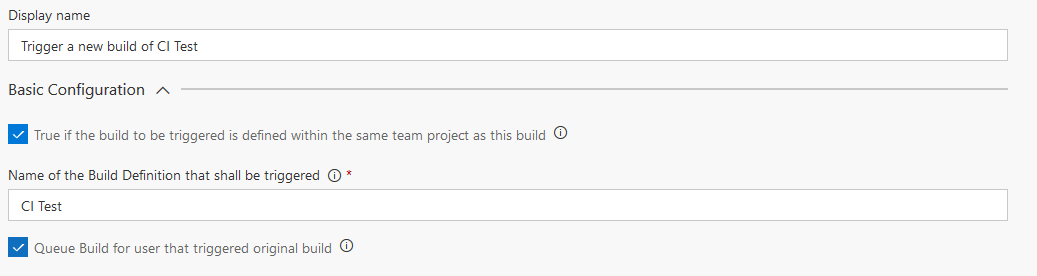 Display name
Trigger a new build of CI Test
Basic Configuration
True if the build to be triggered is defined within the same team project as this build
Name of the Build Definition that shall be triggered *
CI Test
Queue Build for user that triggered original build